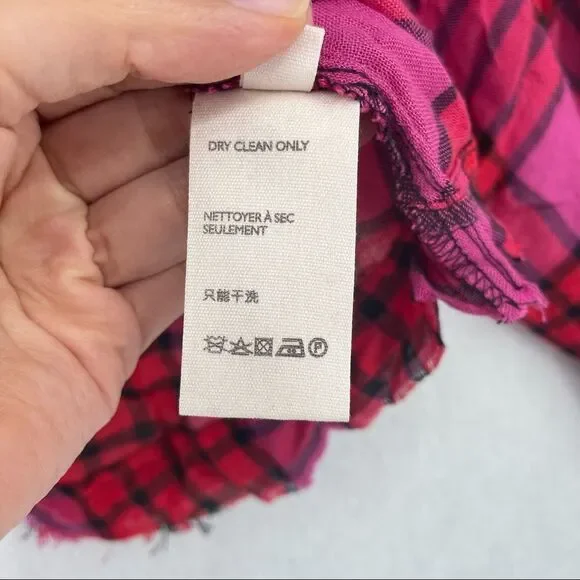 DRY CLEAN ONLY
NETTOYER À SEC
SEULEMENT
只能干洗
P